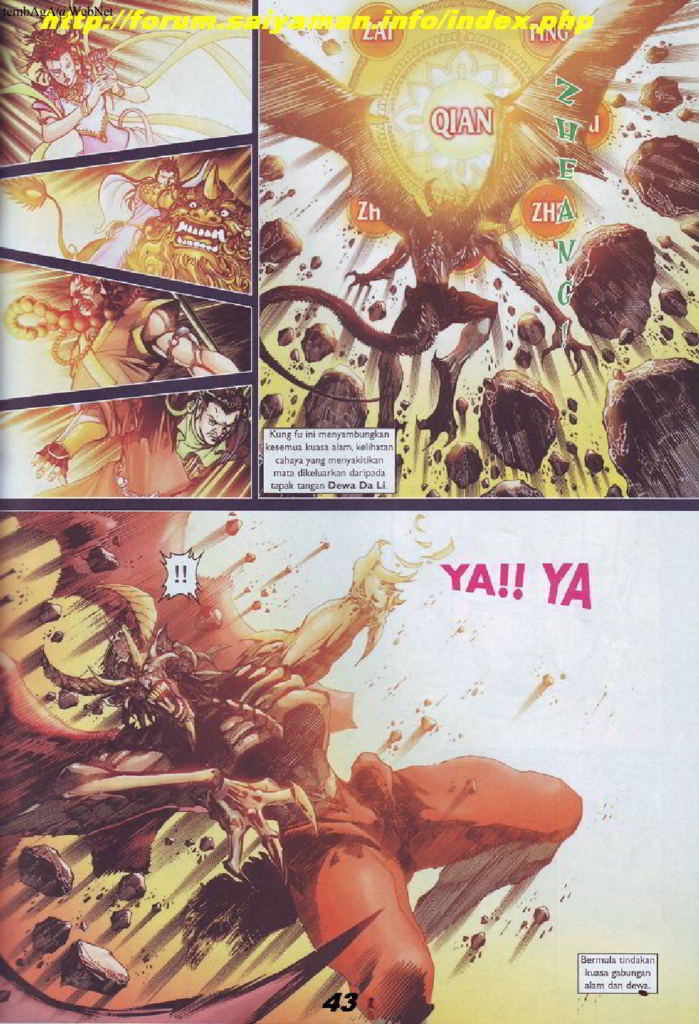 tembAgA@WebNet
http://forum.saiyaman.info/index.php
ZAI
PING
QIAN
ZH
ZHE
ZHEANG!
Kung fu ini menyambungkan
kesemua kuasa alam, kelihatan
cahaya yang menyakitikan
mata dikeluarkan daripada
tapak tangan Dewa Da Li.
!!
YA!! YA
Bermula tindakan
kuasa gabungan
alam dan dewa.
43